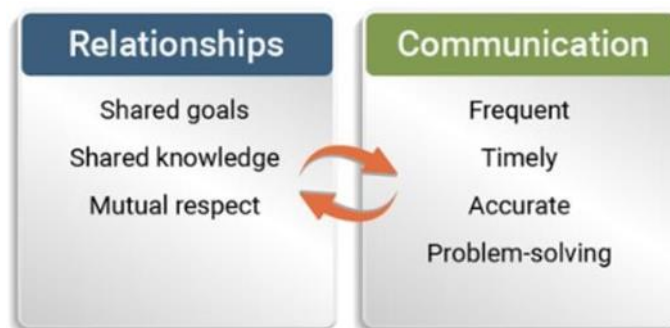 Relationships
Shared goals
Shared knowledge
Mutual respect
Communication
Frequent
Timely
Accurate
Problem-solving